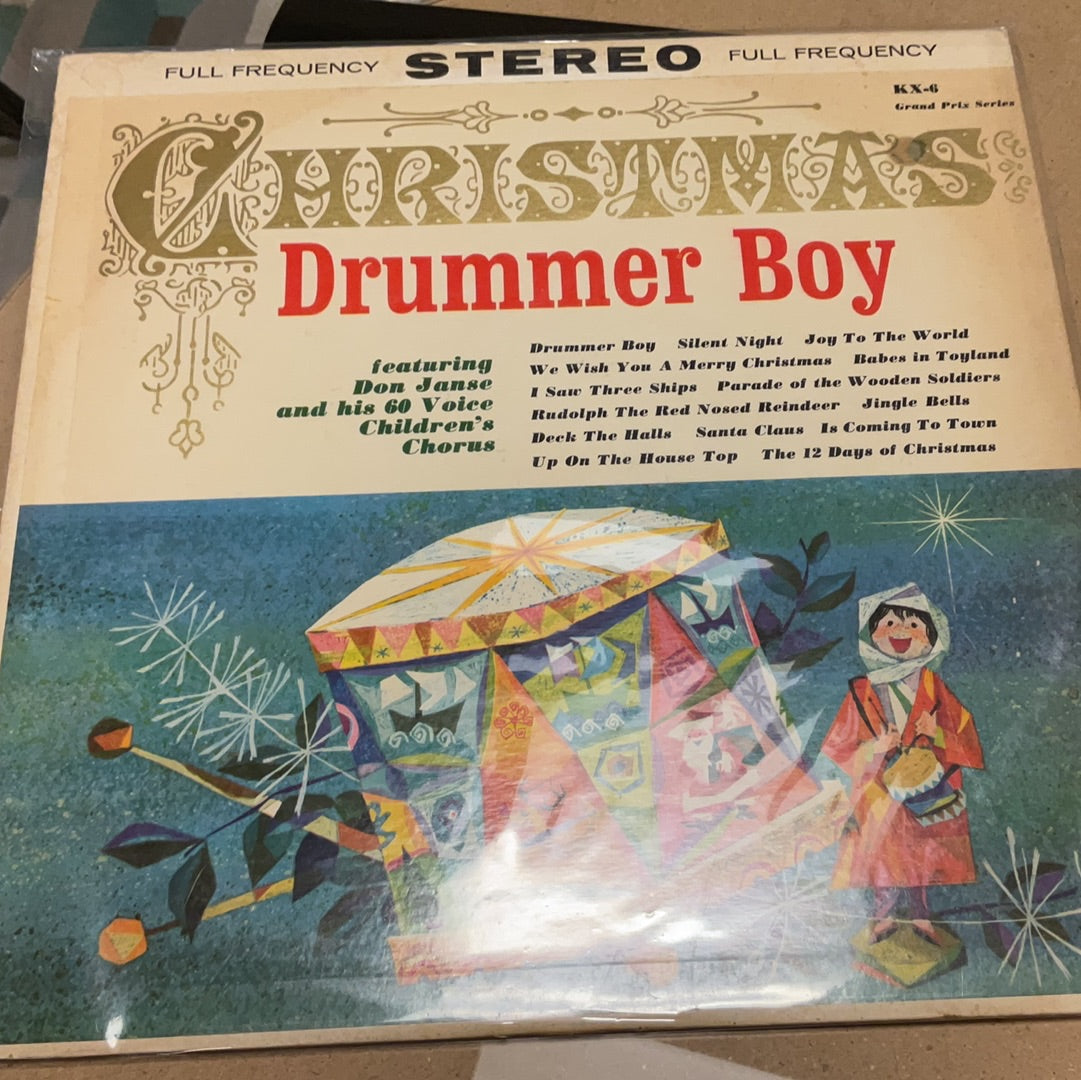 FULL FREQUENCY STEREO FULL FREQUENCY
KX-6
Grand Prix Series
CHRISTMAS
Drummer Boy
featuring
Don Janse
and his 60 Voice
Children's
Chorus
Drummer Boy Silent Night Joy To The World
We Wish You A Merry Christmas Babes in Toyland
I Saw Three Ships Parade of the Wooden Soldiers
Rudolph The Red Nosed Reindeer Jingle Bells
Deck The Halls Santa Claus Is Coming To Town
Up On The House Top The 12 Days of Christmas